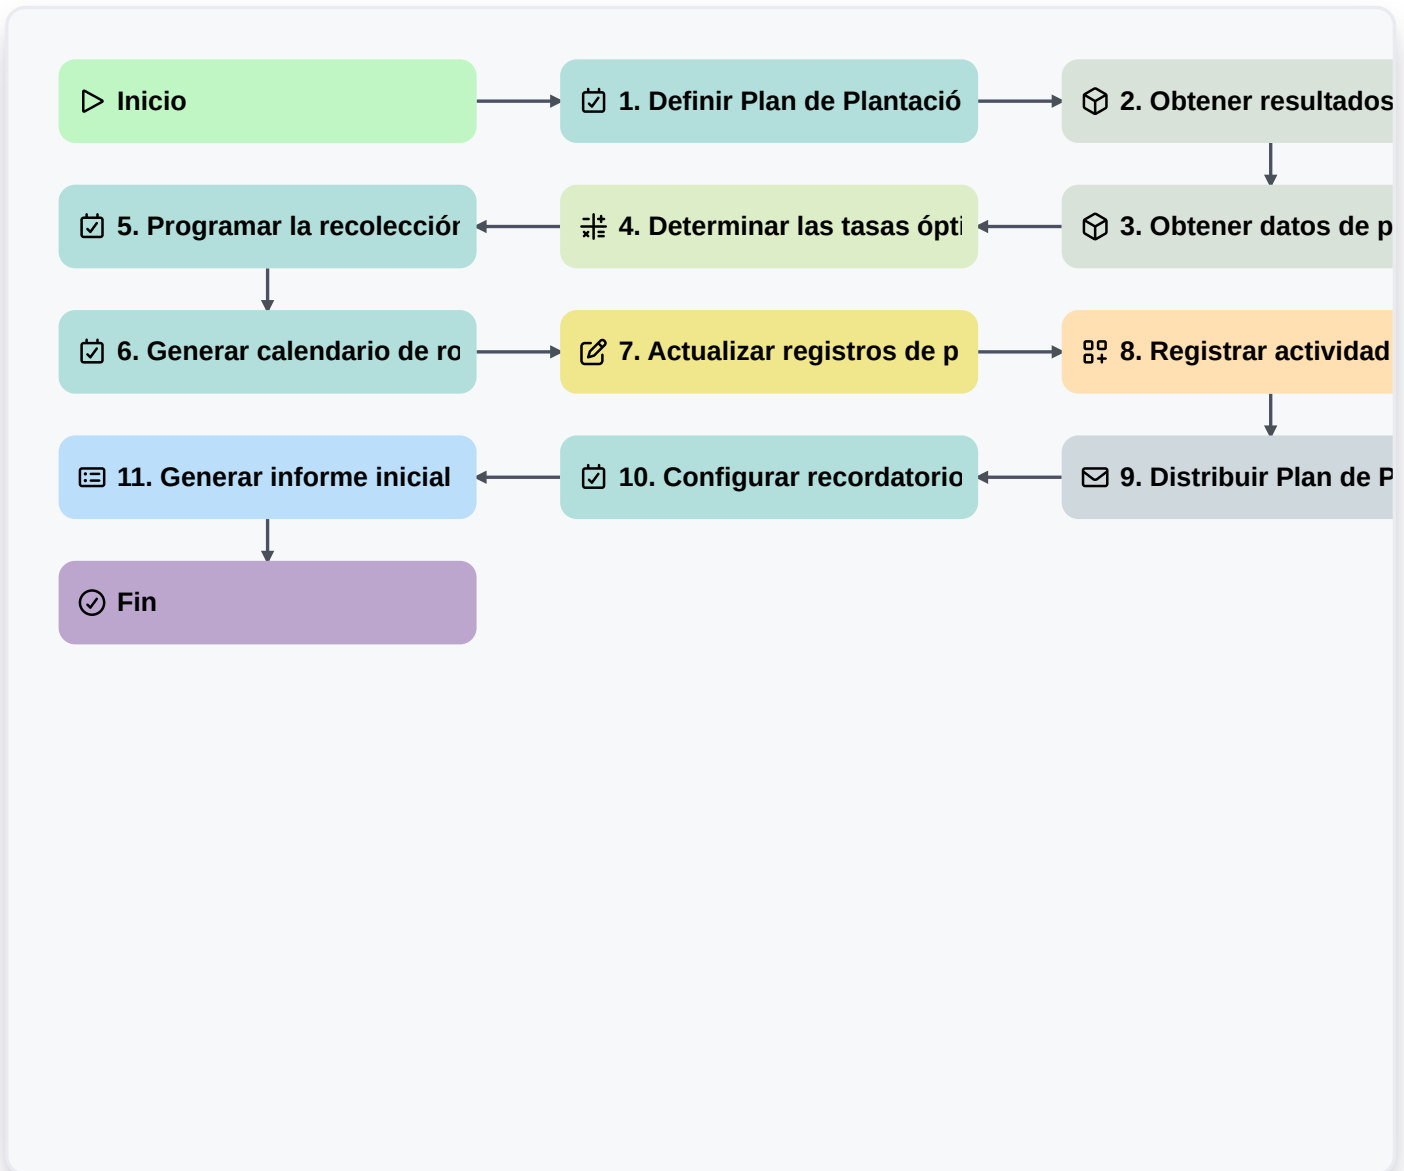 Inicio
1. Definir Plan de Plantació
2. Obtener resultados
5. Programar la recolección
4. Determinar las tasas ópti
3. Obtener datos de p
6. Generar calendario de ro
7. Actualizar registros de p
8. Registrar actividad
11. Generar informe inicial
10. Configurar recordatorio
9. Distribuir Plan de P
Fin